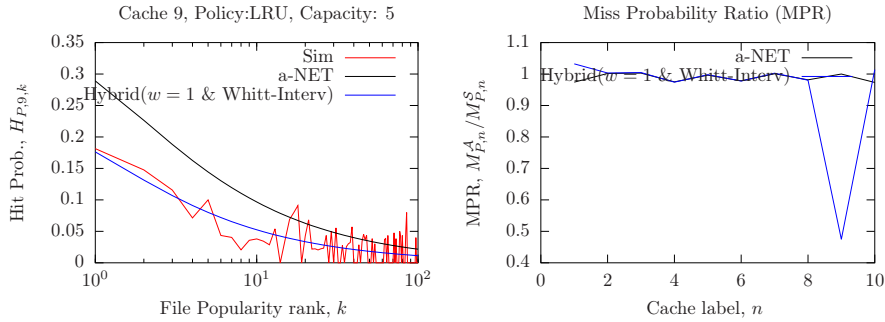 Cache 9, Policy:LRU, Capacity: 5
Hit Prob., H_{P,9,k}
0.35
0.3
0.25
0.2
0.15
0.1
0.05
0
10^0
10^1
10^2
File Popularity rank, k
Sim
a-NET
Hybrid(w = 1 & Whitt-Interv)
Miss Probability Ratio (MPR)
MPR, M^A_{P,n}/M^S_{P,n}
1.1
1
0.9
0.8
0.7
0.6
0.5
0.4
0
2
4
6
8
10
Cache label, n
a-NET
Hybrid(w = 1 & Whitt-Interv)